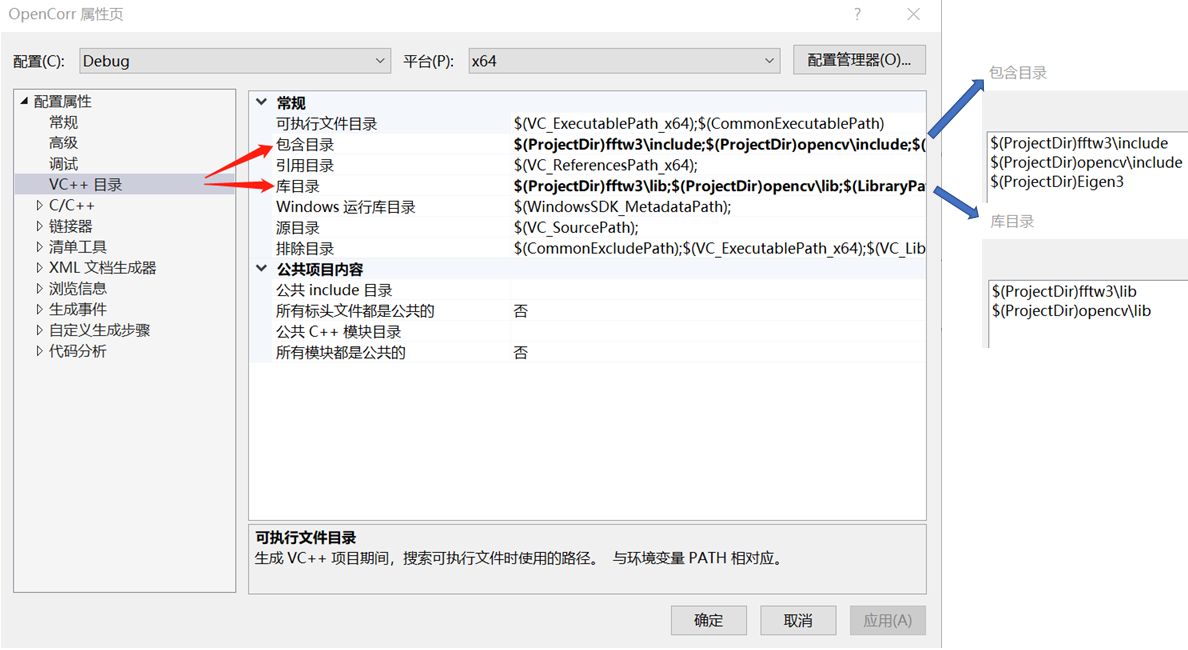 OpenCorr 属性页
配置(C):
Debug
平台(P):
x64
配置管理器(O)...
配置属性
常规
高级
调试
VC++ 目录
C/C++
链接器
清单工具
XML 文档生成器
浏览信息
生成事件
自定义生成步骤
代码分析
常规
可执行文件目录 $(VC_ExecutablePath_x64);$(CommonExecutablePath)
包含目录 $(ProjectDir)fftw3\include;$(ProjectDir)opencv\include;$(
引用目录 $(VC_ReferencesPath_x64);
库目录 $(ProjectDir)fftw3\lib;$(ProjectDir)opencv\lib;$(LibraryPa
Windows 运行库目录 $(WindowsSDK_MetadataPath);
源目录 $(VC_SourcePath);
排除目录 $(CommonExcludePath);$(VC_ExecutablePath_x64);$(VC_Lib
公共项目内容
公共 include 目录
所有标头文件都是公共的 否
公共 C++ 模块目录
所有模块都是公共的 否
可执行文件目录
生成 VC++ 项目期间，搜索可执行文件时使用的路径。 与环境变量 PATH 相对应。
确定
取消
应用(A)
包含目录
$(ProjectDir)fftw3\include
$(ProjectDir)opencv\include
$(ProjectDir)Eigen3
库目录
$(ProjectDir)fftw3\lib
$(ProjectDir)opencv\lib